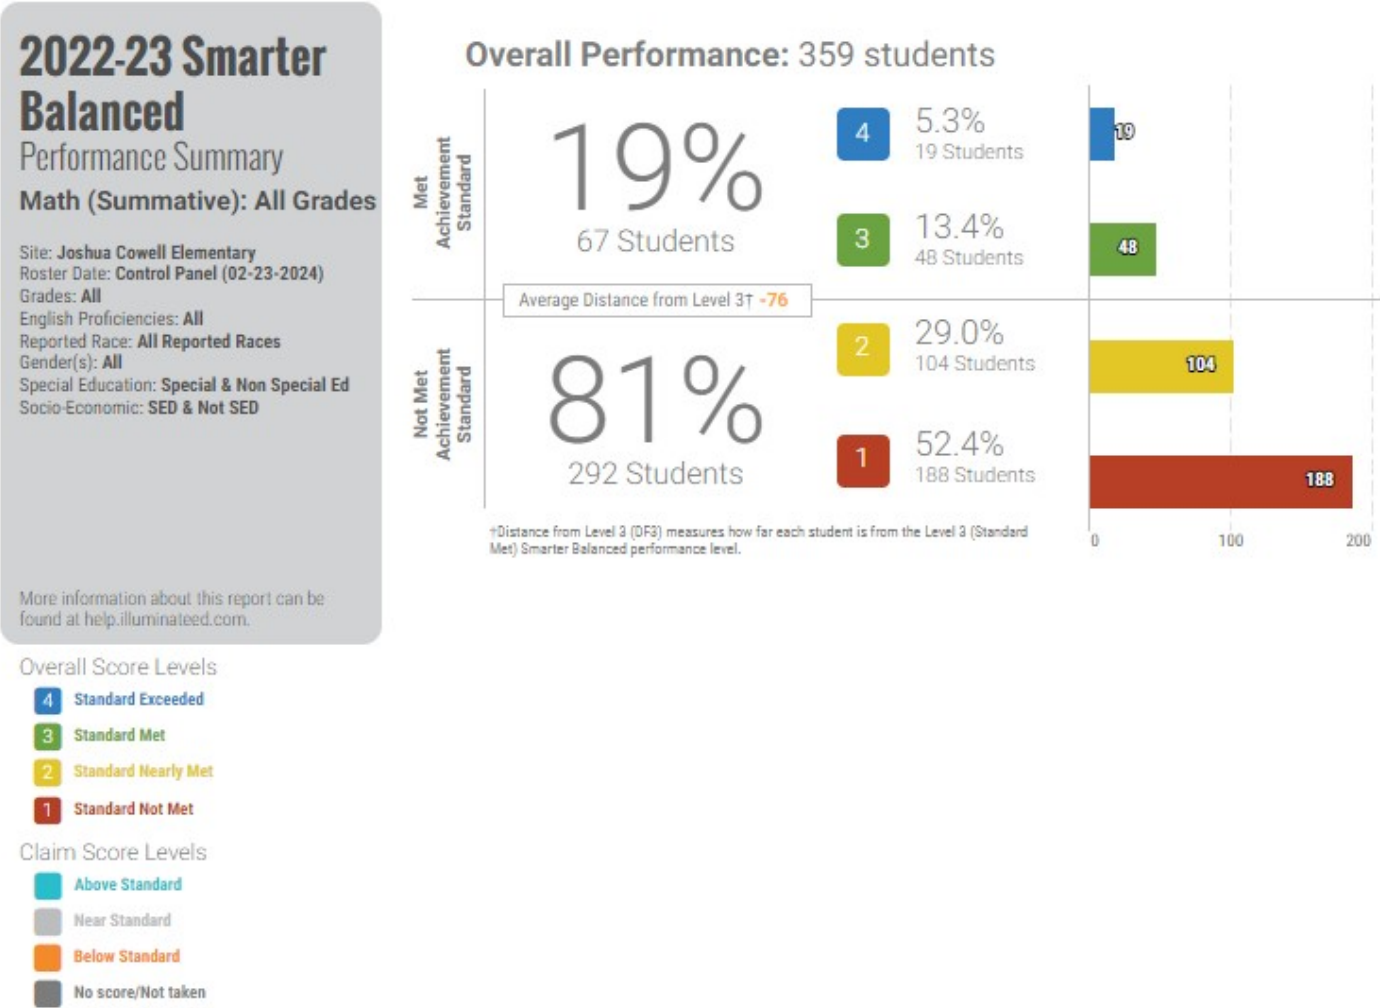 2022-23 Smarter
Balanced
Performance Summary
Math (Summative): All Grades
Site: Joshua Cowell Elementary
Roster Date: Control Panel (02-23-2024)
Grades: All
English Proficiencies: All
Reported Race: All Reported Races
Gender(s): All
Special Education: Special & Non Special Ed
Socio-Economic: SED & Not SED
More information about this report can be
found at help.illuminateed.com.
Overall Performance: 359 students
Met
Achievement
Standard
19%
67 Students
4
5.3%
19 Students
19
3
13.4%
48 Students
48
Average Distance from Level 3† -76
Not Met
Achievement
Standard
81%
292 Students
2
29.0%
104 Students
104
1
52.4%
188 Students
188
0
100
200
†Distance from Level 3 (DF3) measures how far each student is from the Level 3 (Standard
Met) Smarter Balanced performance level.
Overall Score Levels
4 Standard Exceeded
3 Standard Met
2 Standard Nearly Met
1 Standard Not Met
Claim Score Levels
Above Standard
Near Standard
Below Standard
No score/Not taken